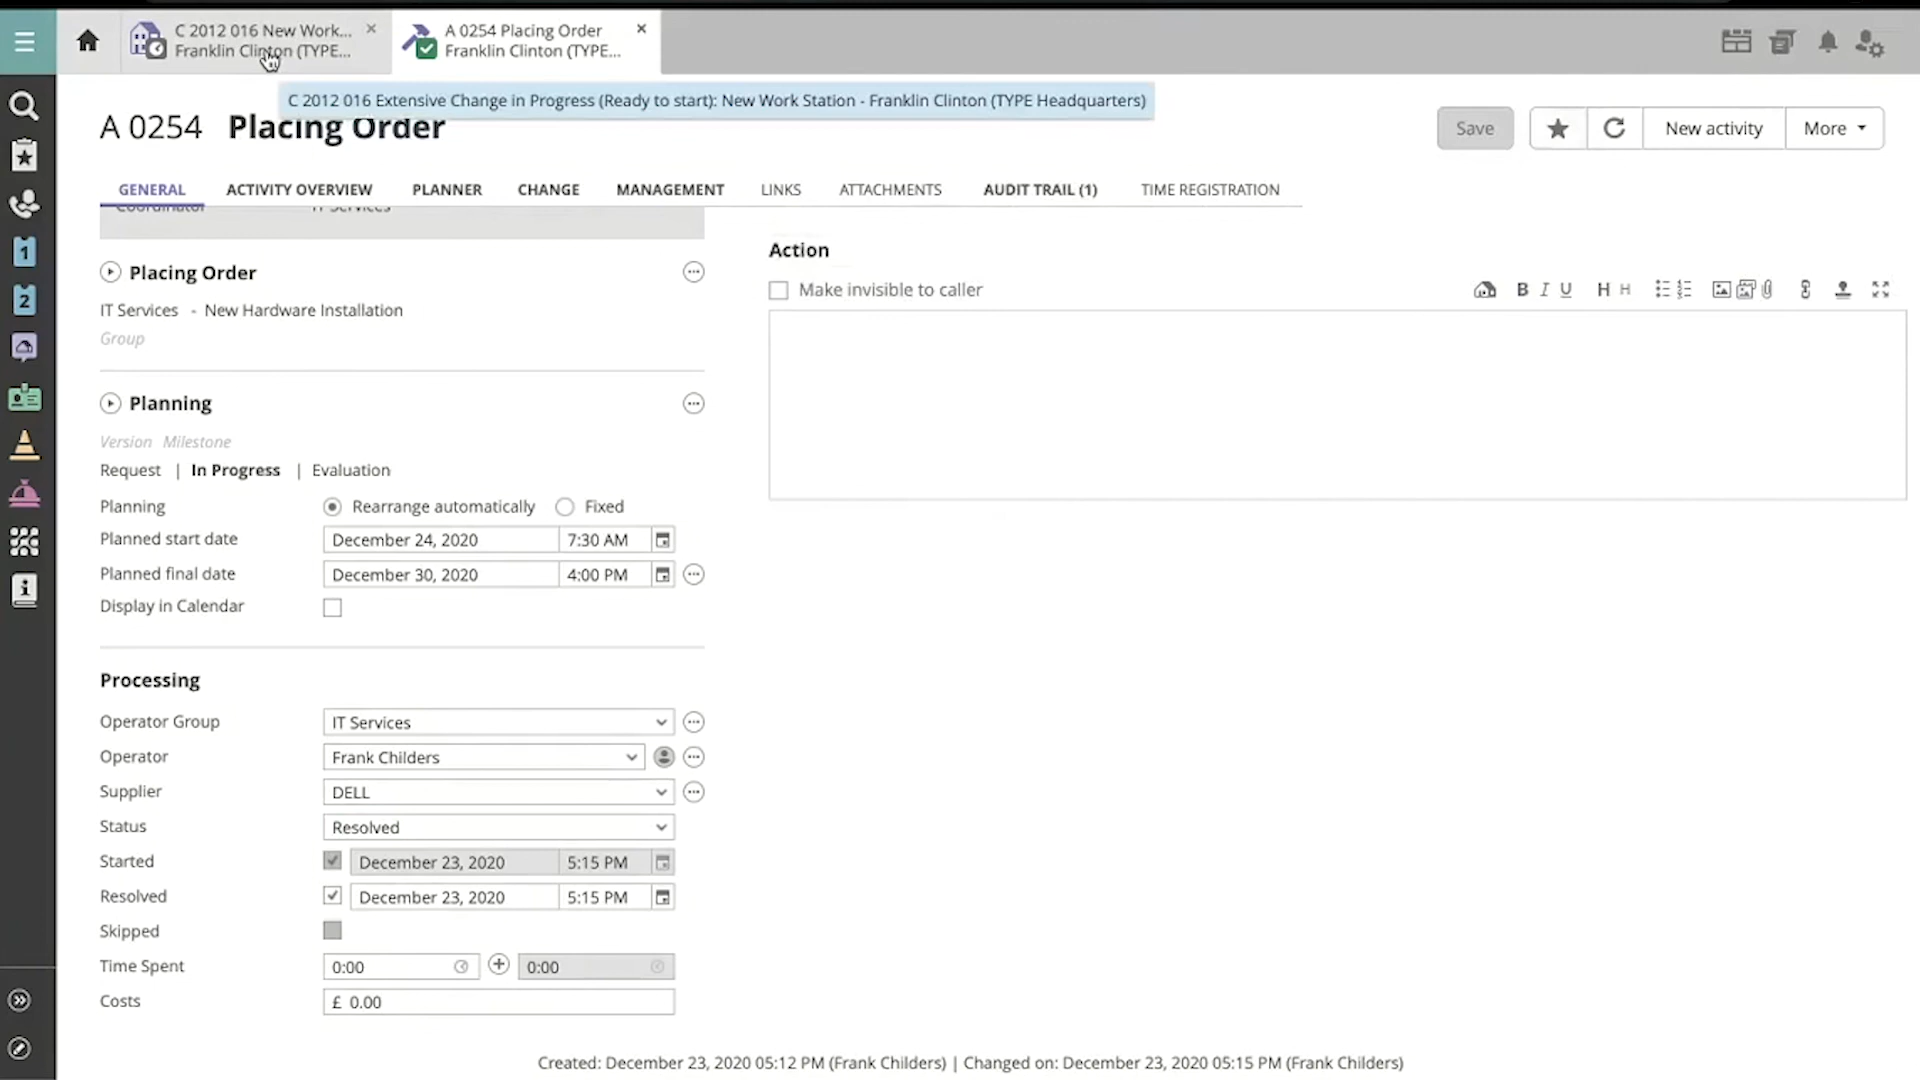 C 2012 016 New Work...
Franklin Clinton (TYPE...
A 0254 Placing Order
Franklin Clinton (TYPE...
C 2012 016 Extensive Change in Progress (Ready to start): New Work Station - Franklin Clinton (TYPE Headquarters)
A 0254 Placing Order
Save
New activity
More
GENERAL
ACTIVITY OVERVIEW
PLANNER
CHANGE
MANAGEMENT
LINKS
ATTACHMENTS
AUDIT TRAIL (1)
TIME REGISTRATION
Coordinator IT Services
Placing Order
IT Services - New Hardware Installation
Group
Planning
Version Milestone
Request | In Progress | Evaluation
Planning Rearrange automatically Fixed
Planned start date December 24, 2020 7:30 AM
Planned final date December 30, 2020 4:00 PM
Display in Calendar
Processing
Operator Group IT Services
Operator Frank Childers
Supplier DELL
Status Resolved
Started December 23, 2020 5:15 PM
Resolved December 23, 2020 5:15 PM
Skipped
Time Spent 0:00 0:00
Costs £ 0.00
Action
Make invisible to caller
B I U H H
1
2
Created: December 23, 2020 05:12 PM (Frank Childers) | Changed on: December 23, 2020 05:15 PM (Frank Childers)